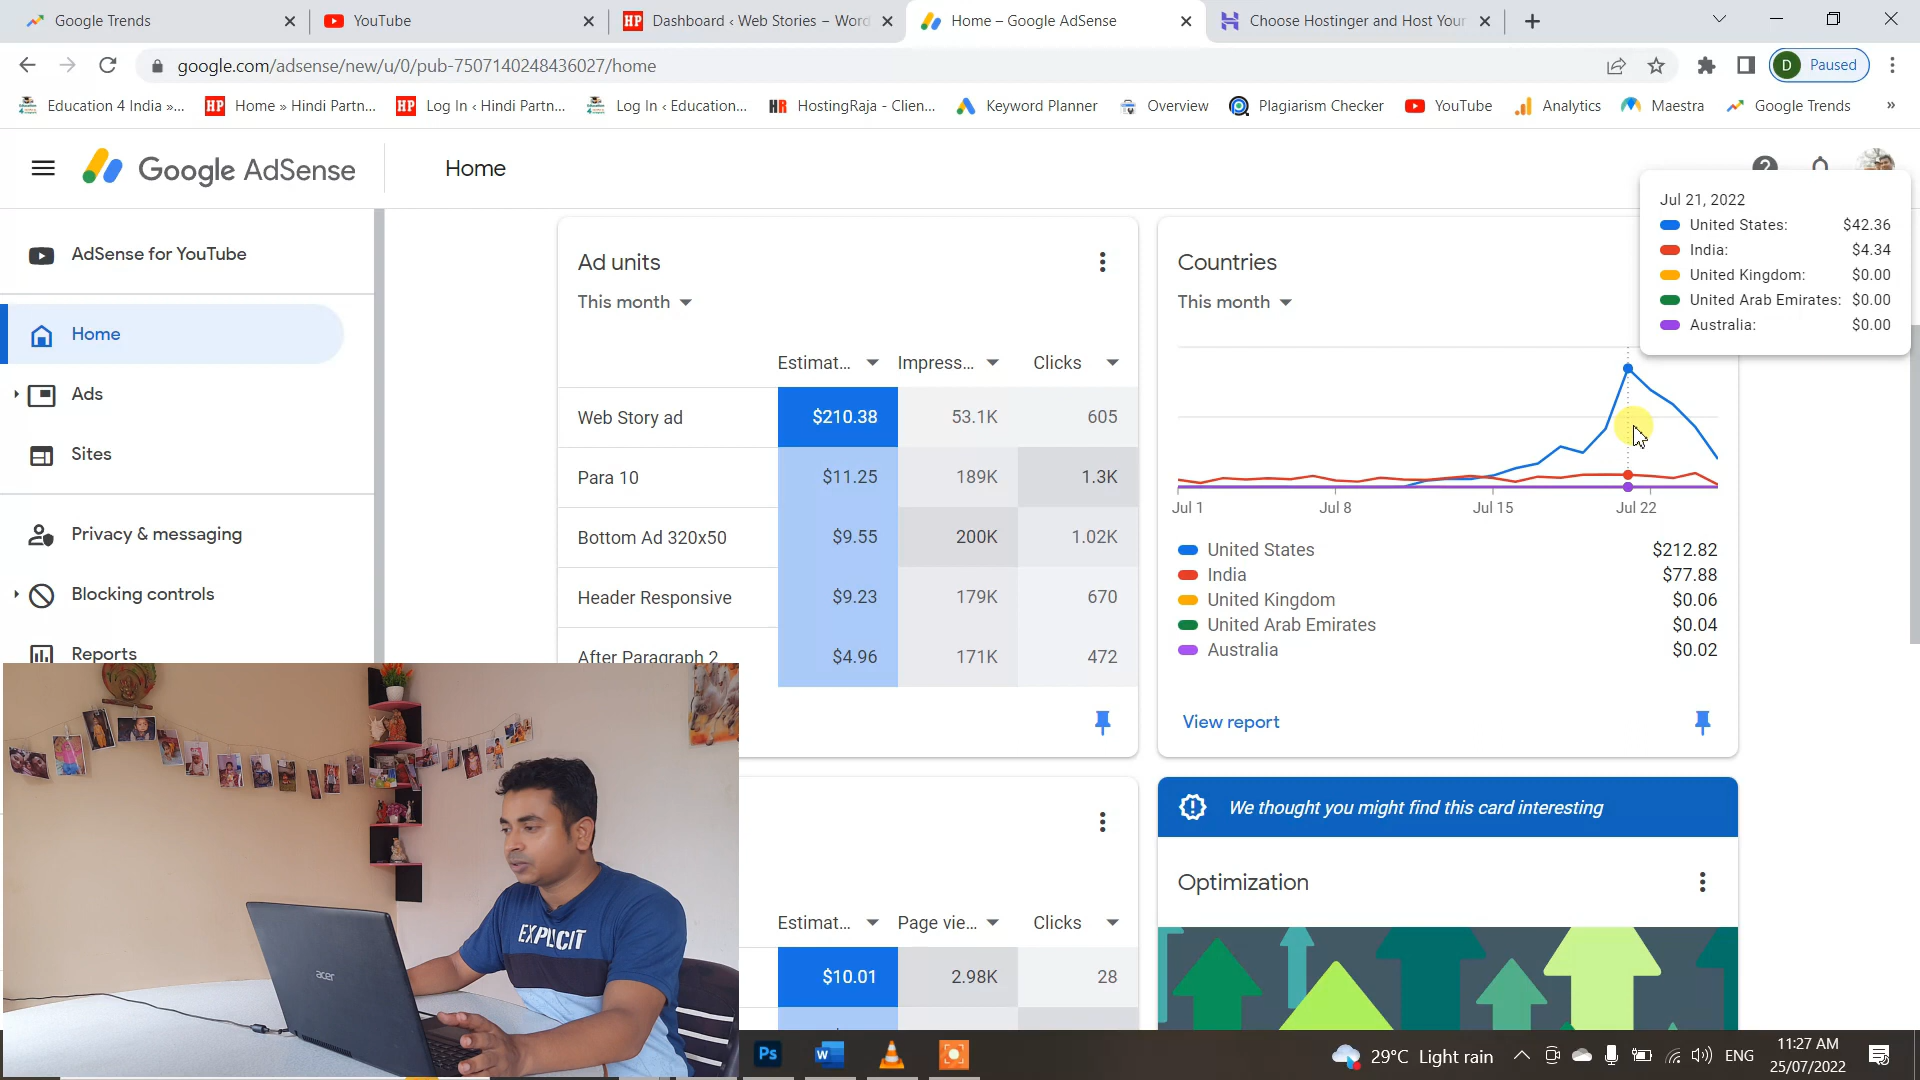 Google Trends
YouTube
HP Dashboard ‹ Web Stories – Word
Home – Google AdSense
Choose Hostinger and Host Your
google.com/adsense/new/u/0/pub-7507140248436027/home
D Paused
Education 4 India »...
HP Home » Hindi Partn...
HP Log In ‹ Hindi Partn...
Log In ‹ Education...
HR HostingRaja - Clien...
Keyword Planner
Overview
Plagiarism Checker
YouTube
Analytics
Maestra
Google Trends
»
Google AdSense
Home
AdSense for YouTube
Home
Ads
Sites
Privacy & messaging
Blocking controls
Reports
Ad units
This month
Estimat... Impress... Clicks
Web Story ad $210.38 53.1K 605
Para 10 $11.25 189K 1.3K
Bottom Ad 320x50 $9.55 200K 1.02K
Header Responsive $9.23 179K 670
After Paragraph 2 $4.96 171K 472
Countries
This month
Jul 21, 2022
United States: $42.36
India: $4.34
United Kingdom: $0.00
United Arab Emirates: $0.00
Australia: $0.00
Jul 1 Jul 8 Jul 15 Jul 22
United States $212.82
India $77.88
United Kingdom $0.06
United Arab Emirates $0.04
Australia $0.02
View report
Estimat... Page vie... Clicks
$10.01 2.98K 28
We thought you might find this card interesting
Optimization
EXPLICIT
acer
Ps
W
29°C Light rain
ENG
11:27 AM
25/07/2022